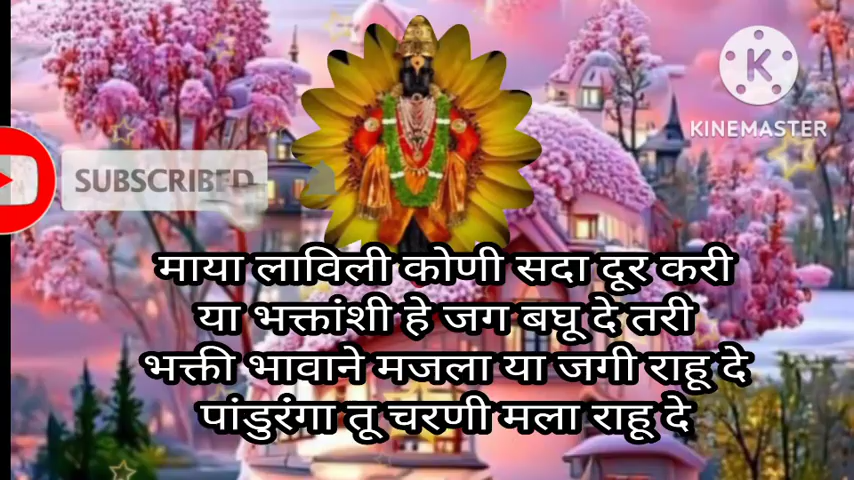 KINEMASTER
SUBSCRIBED
माया लाविली कोणी सदा दूर करी
या भक्तांशी हे जग बघू दे तरी
भक्ती भावाने मजला या जगी राहू दे
पांडुरंगा तू चरणी मला राहू दे